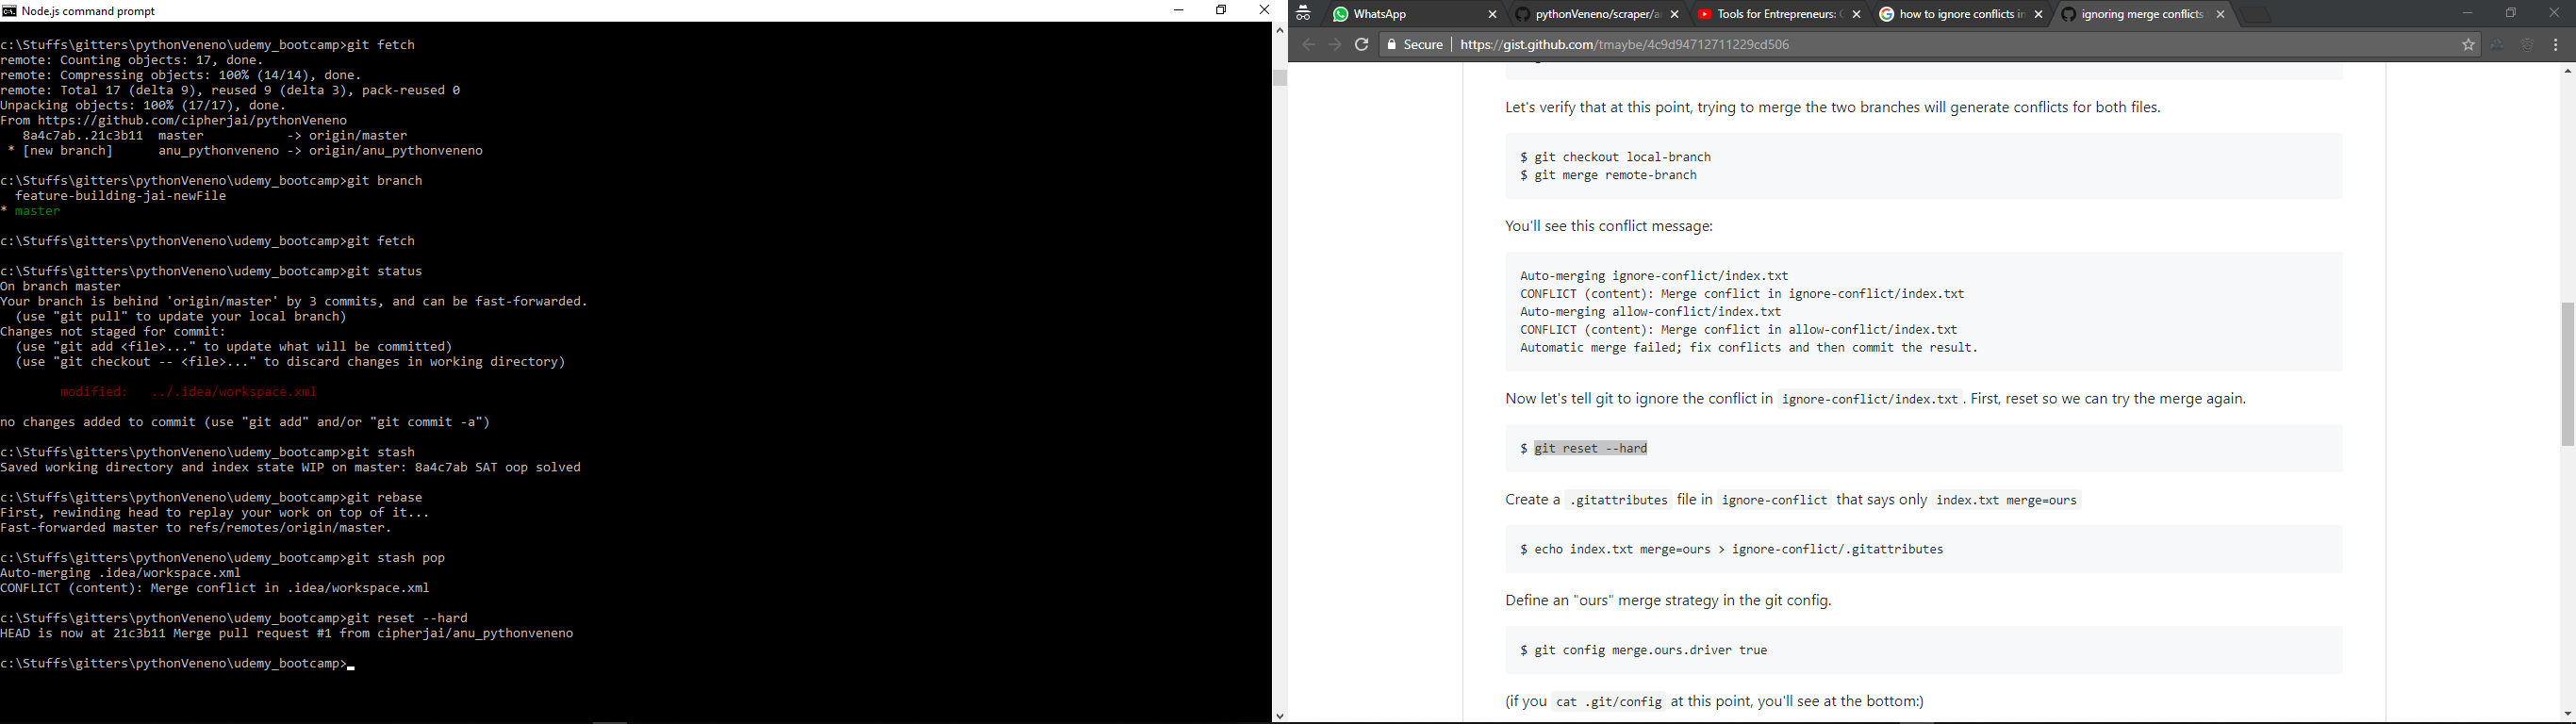 Node.js command prompt
c:\Stuffs\gitters\pythonVeneno\udemy_bootcamp>git fetch
remote: Counting objects: 17, done.
remote: Compressing objects: 100% (14/14), done.
remote: Total 17 (delta 9), reused 9 (delta 3), pack-reused 0
Unpacking objects: 100% (17/17), done.
From https://github.com/cipherjai/pythonVeneno
   8a4c7ab..21c3b11  master           -> origin/master
 * [new branch]      anu_pythonveneno -> origin/anu_pythonveneno
c:\Stuffs\gitters\pythonVeneno\udemy_bootcamp>git branch
  feature-building-jai-newFile
* master
c:\Stuffs\gitters\pythonVeneno\udemy_bootcamp>git fetch
c:\Stuffs\gitters\pythonVeneno\udemy_bootcamp>git status
On branch master
Your branch is behind 'origin/master' by 3 commits, and can be fast-forwarded.
  (use "git pull" to update your local branch)
Changes not staged for commit:
  (use "git add <file>..." to update what will be committed)
  (use "git checkout -- <file>..." to discard changes in working directory)
        modified:   ../.idea/workspace.xml
no changes added to commit (use "git add" and/or "git commit -a")
c:\Stuffs\gitters\pythonVeneno\udemy_bootcamp>git stash
Saved working directory and index state WIP on master: 8a4c7ab SAT oop solved
c:\Stuffs\gitters\pythonVeneno\udemy_bootcamp>git rebase
First, rewinding head to replay your work on top of it...
Fast-forwarded master to refs/remotes/origin/master.
c:\Stuffs\gitters\pythonVeneno\udemy_bootcamp>git stash pop
Auto-merging .idea/workspace.xml
CONFLICT (content): Merge conflict in .idea/workspace.xml
c:\Stuffs\gitters\pythonVeneno\udemy_bootcamp>git reset --hard
HEAD is now at 21c3b11 Merge pull request #1 from cipherjai/anu_pythonveneno
c:\Stuffs\gitters\pythonVeneno\udemy_bootcamp>
WhatsApp
pythonVeneno/scraper/a
Tools for Entrepreneurs:
how to ignore conflicts in
ignoring merge conflicts
Secure | https://gist.github.com/tmaybe/4c9d94712711229cd506
Let's verify that at this point, trying to merge the two branches will generate conflicts for both files.
$ git checkout local-branch
$ git merge remote-branch
You'll see this conflict message:
Auto-merging ignore-conflict/index.txt
CONFLICT (content): Merge conflict in ignore-conflict/index.txt
Auto-merging allow-conflict/index.txt
CONFLICT (content): Merge conflict in allow-conflict/index.txt
Automatic merge failed; fix conflicts and then commit the result.
Now let's tell git to ignore the conflict in ignore-conflict/index.txt. First, reset so we can try the merge again.
$ git reset --hard
Create a .gitattributes file in ignore-conflict that says only index.txt merge=ours
$ echo index.txt merge=ours > ignore-conflict/.gitattributes
Define an "ours" merge strategy in the git config.
$ git config merge.ours.driver true
(if you cat .git/config at this point, you'll see at the bottom:)